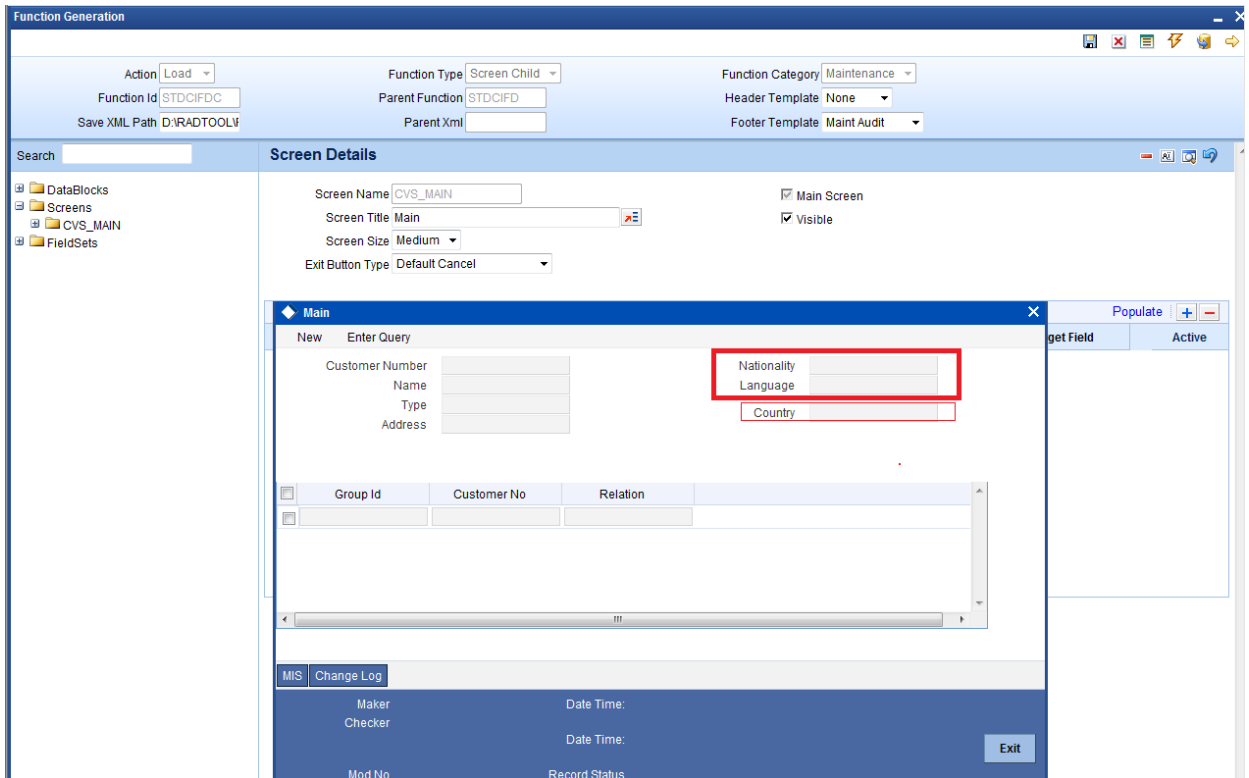 Function Generation
Action Load Function Type Screen Child Function Category Maintenance
Function Id STDCIFDC Parent Function STDCIFD Header Template None
Save XML Path D:\RADTOOL\F Parent Xml Footer Template Maint Audit
Search Screen Details
DataBlocks
Screens
CVS_MAIN
FieldSets
Screen Name CVS_MAIN Main Screen
Screen Title Main Visible
Screen Size Medium
Exit Button Type Default Cancel
Main Populate
New Enter Query get Field Active
Customer Number Nationality
Name Language
Type Country
Address
Group Id Customer No Relation
MIS Change Log
Maker Date Time:
Checker
Date Time:
Exit
Mod No Record Status